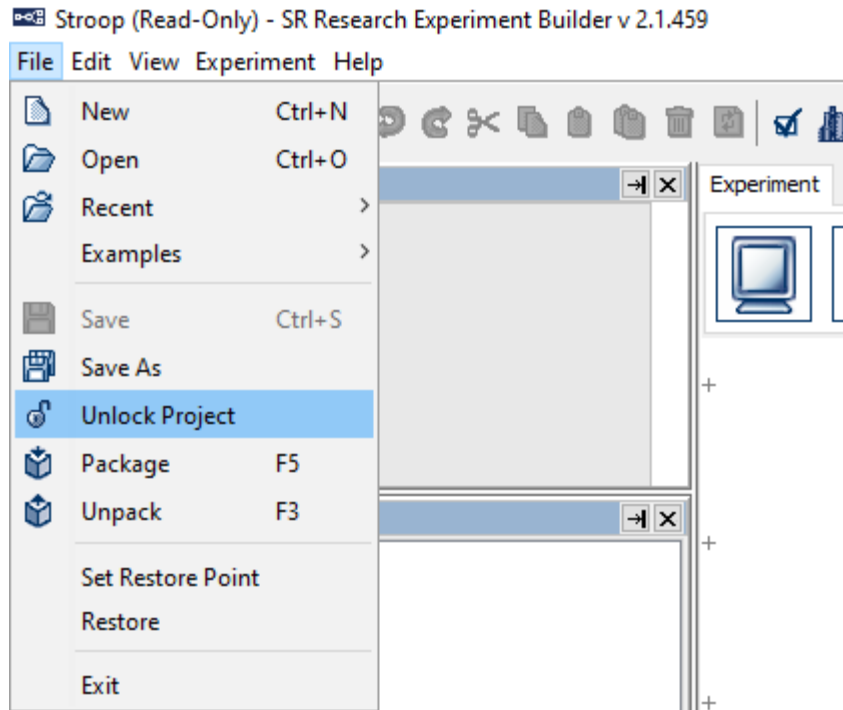 Stroop (Read-Only) - SR Research Experiment Builder v 2.1.459
File Edit View Experiment Help
New Ctrl+N
Open Ctrl+O
Recent
Examples
Save Ctrl+S
Save As
Unlock Project
Package F5
Unpack F3
Set Restore Point
Restore
Exit
Experiment